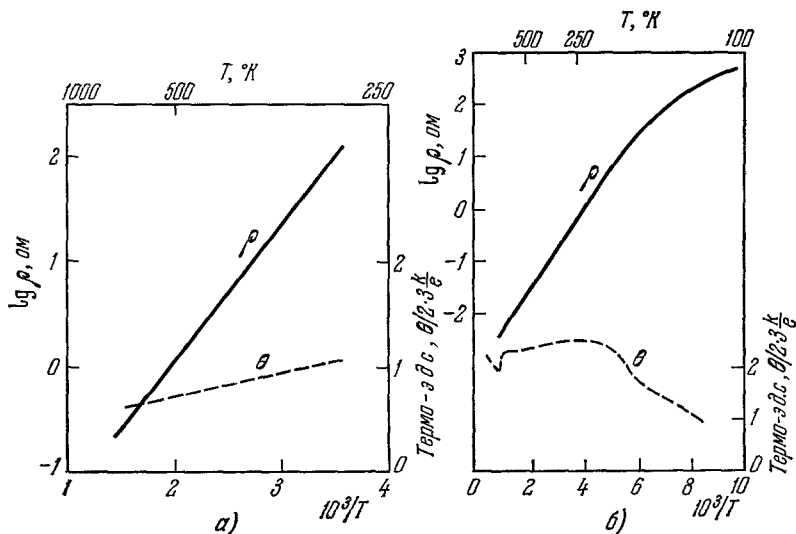 T, °K
1000 500 250
2
1
0
-1
lg ρ, ом
ρ
θ
2
1
0
Термо-э.д.с, θ/2·3 k/e
1 2 3 4
10³/T
а)
T, °K
500 250 100
3
2
1
0
-1
-2
lg ρ, ом
ρ
θ
2
1
0
Термо-э.д.с, θ/2·3 k/e
0 2 4 6 8 10
10³/T
б)